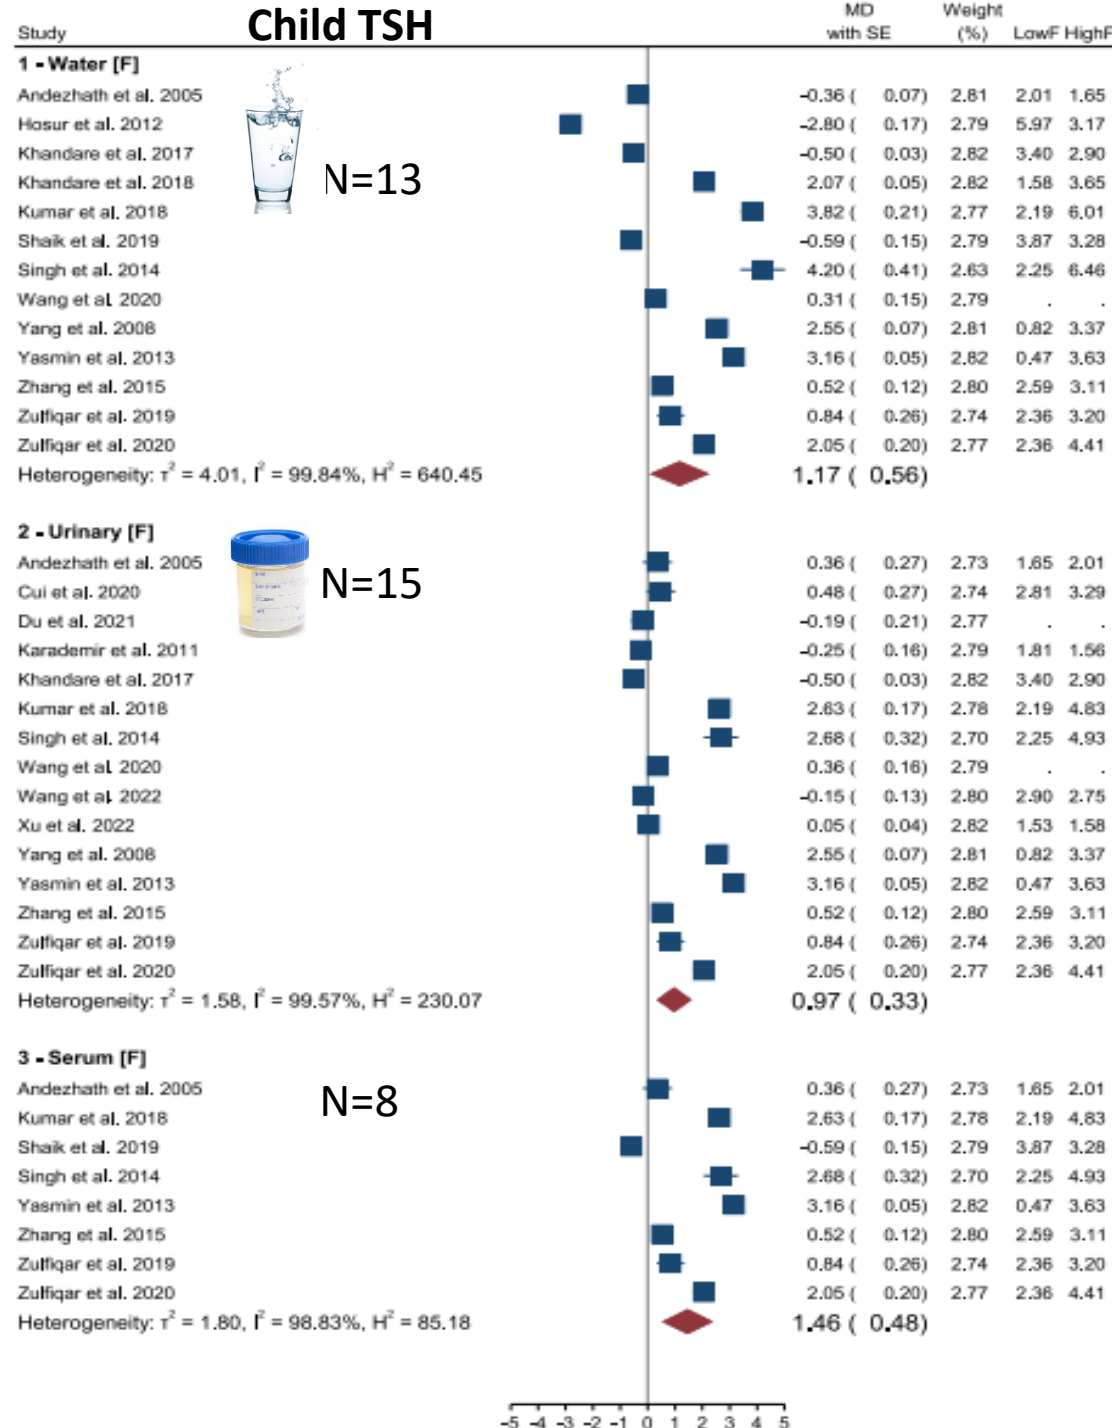 Child TSH
MD Weight
Study with SE (%) LowF HighF
1 - Water [F]
Andezhath et al. 2005 -0.36 ( 0.07) 2.81 2.01 1.65
Hosur et al. 2012 -2.80 ( 0.17) 2.79 5.97 3.17
Khandare et al. 2017 -0.50 ( 0.03) 2.82 3.40 2.90
N=13
Khandare et al. 2018 2.07 ( 0.05) 2.82 1.58 3.65
Kumar et al. 2018 3.82 ( 0.21) 2.77 2.19 6.01
Shaik et al. 2019 -0.59 ( 0.15) 2.79 3.87 3.28
Singh et al. 2014 4.20 ( 0.41) 2.63 2.25 6.46
Wang et al. 2020 0.31 ( 0.15) 2.79 . .
Yang et al. 2008 2.55 ( 0.07) 2.81 0.82 3.37
Yasmin et al. 2013 3.16 ( 0.05) 2.82 0.47 3.63
Zhang et al. 2015 0.52 ( 0.12) 2.80 2.59 3.11
Zulfiqar et al. 2019 0.84 ( 0.26) 2.74 2.36 3.20
Zulfiqar et al. 2020 2.05 ( 0.20) 2.77 2.36 4.41
Heterogeneity: τ² = 4.01, I² = 99.84%, H² = 640.45 1.17 ( 0.56)
2 - Urinary [F]
Andezhath et al. 2005 0.36 ( 0.27) 2.73 1.65 2.01
N=15
Cui et al. 2020 0.48 ( 0.27) 2.74 2.81 3.29
Du et al. 2021 -0.19 ( 0.21) 2.77 . .
Karademir et al. 2011 -0.25 ( 0.16) 2.79 1.81 1.56
Khandare et al. 2017 -0.50 ( 0.03) 2.82 3.40 2.90
Kumar et al. 2018 2.63 ( 0.17) 2.78 2.19 4.83
Singh et al. 2014 2.68 ( 0.32) 2.70 2.25 4.93
Wang et al. 2020 0.36 ( 0.16) 2.79 . .
Wang et al. 2022 -0.15 ( 0.13) 2.80 2.90 2.75
Xu et al. 2022 0.05 ( 0.04) 2.82 1.53 1.58
Yang et al. 2008 2.55 ( 0.07) 2.81 0.82 3.37
Yasmin et al. 2013 3.16 ( 0.05) 2.82 0.47 3.63
Zhang et al. 2015 0.52 ( 0.12) 2.80 2.59 3.11
Zulfiqar et al. 2019 0.84 ( 0.26) 2.74 2.36 3.20
Zulfiqar et al. 2020 2.05 ( 0.20) 2.77 2.36 4.41
Heterogeneity: τ² = 1.58, I² = 99.57%, H² = 230.07 0.97 ( 0.33)
3 - Serum [F]
Andezhath et al. 2005 0.36 ( 0.27) 2.73 1.65 2.01
N=8
Kumar et al. 2018 2.63 ( 0.17) 2.78 2.19 4.83
Shaik et al. 2019 -0.59 ( 0.15) 2.79 3.87 3.28
Singh et al. 2014 2.68 ( 0.32) 2.70 2.25 4.93
Yasmin et al. 2013 3.16 ( 0.05) 2.82 0.47 3.63
Zhang et al. 2015 0.52 ( 0.12) 2.80 2.59 3.11
Zulfiqar et al. 2019 0.84 ( 0.26) 2.74 2.36 3.20
Zulfiqar et al. 2020 2.05 ( 0.20) 2.77 2.36 4.41
Heterogeneity: τ² = 1.80, I² = 98.83%, H² = 85.18 1.46 ( 0.48)
-5 -4 -3 -2 -1 0 1 2 3 4 5